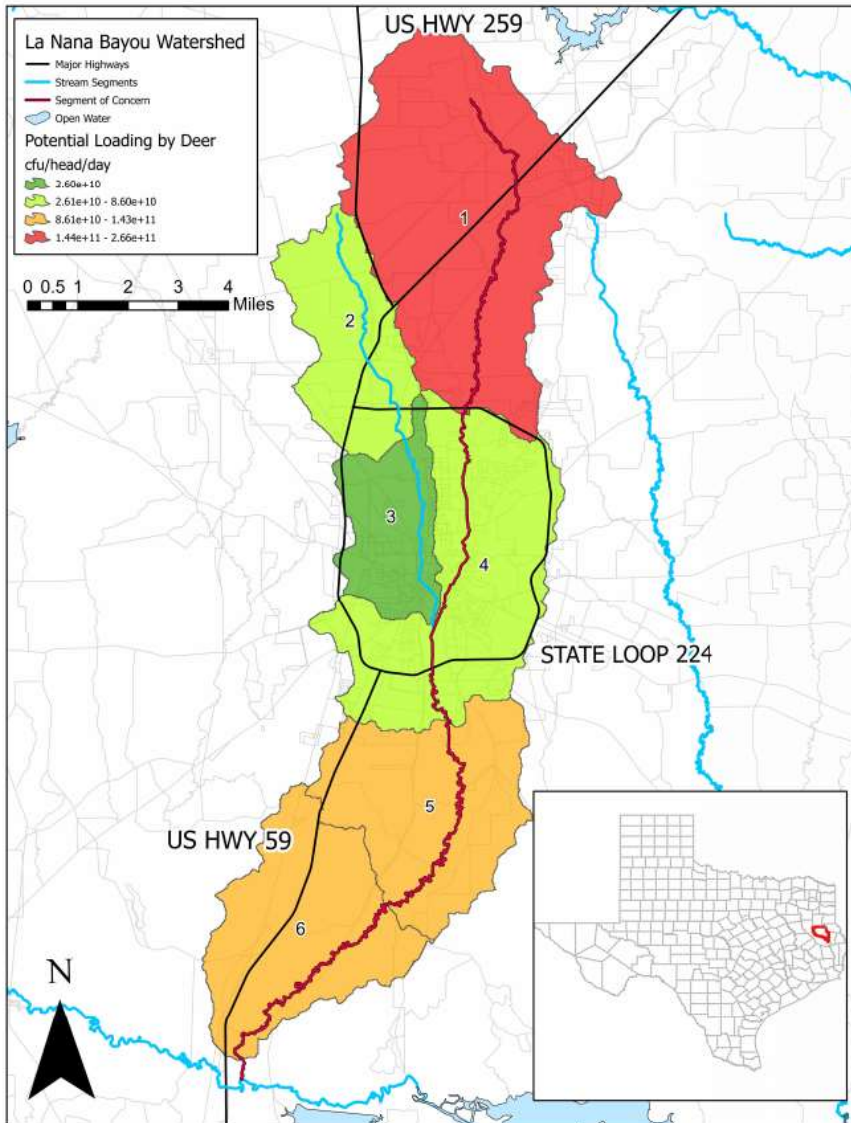 La Nana Bayou Watershed
Major Highways
Stream Segments
Segment of Concern
Open Water
Potential Loading by Deer
cfu/head/day
2.60e+10
2.61e+10 - 8.60e+10
8.61e+10 - 1.43e+11
1.44e+11 - 2.66e+11
US HWY 259
0 0.5 1 2 3 4
Miles
1
2
3
4
STATE LOOP 224
5
US HWY 59
6
N